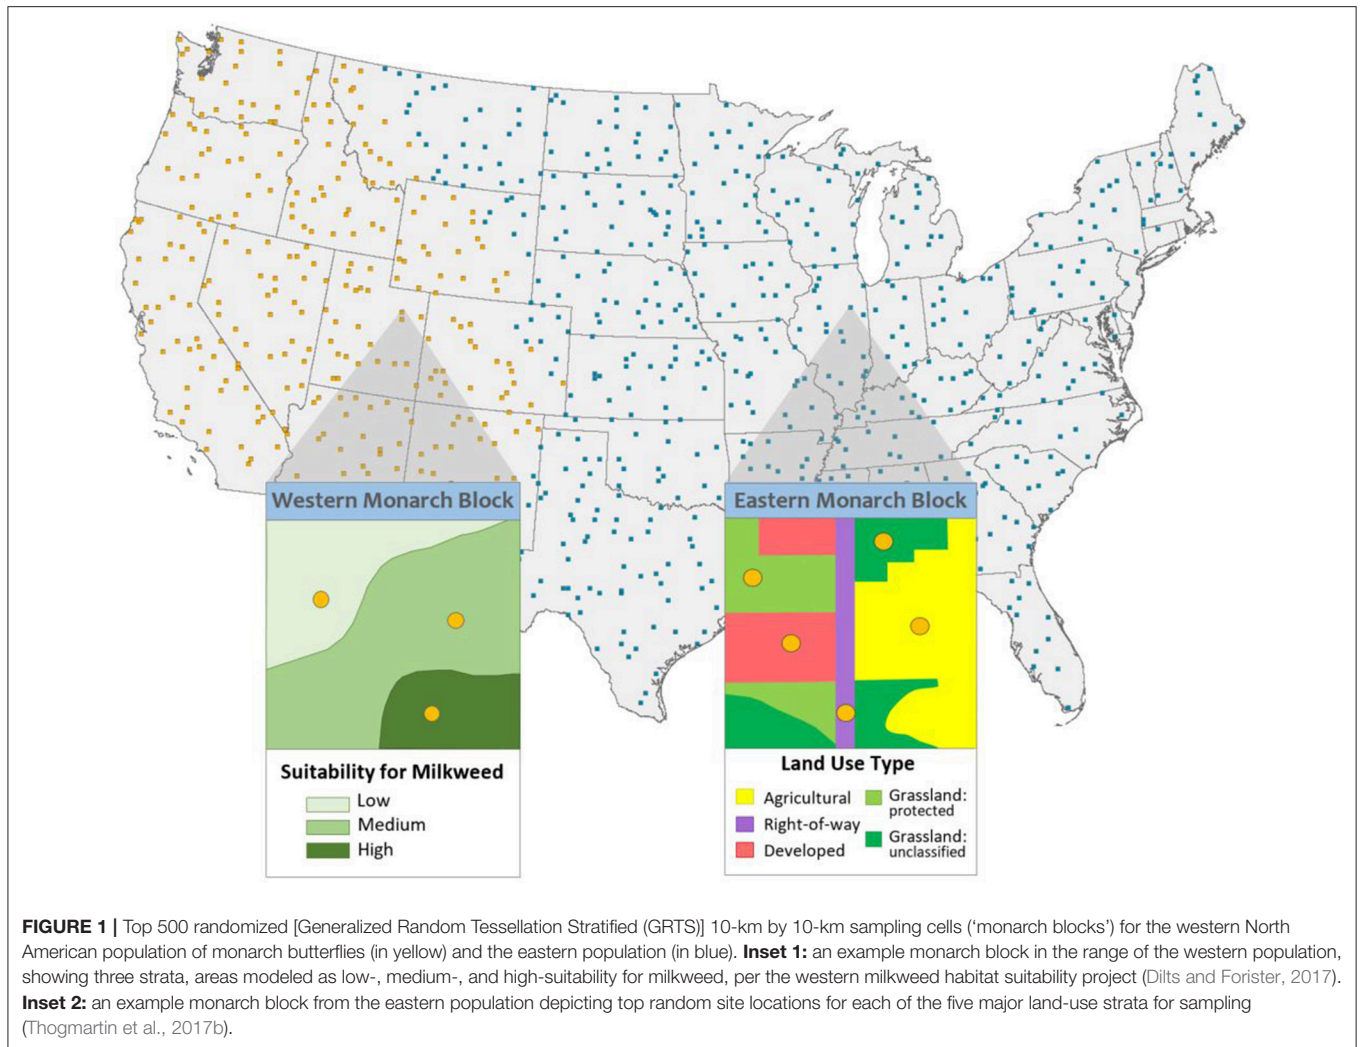 Western Monarch Block
Eastern Monarch Block
Suitability for Milkweed
Low
Medium
High
Land Use Type
Agricultural
Right-of-way
Developed
Grassland:
protected
Grassland:
unclassified
FIGURE 1 | Top 500 randomized [Generalized Random Tessellation Stratified (GRTS)] 10-km by 10-km sampling cells (‘monarch blocks’) for the western North
American population of monarch butterflies (in yellow) and the eastern population (in blue). Inset 1: an example monarch block in the range of the western population,
showing three strata, areas modeled as low-, medium-, and high-suitability for milkweed, per the western milkweed habitat suitability project (Dilts and Forister, 2017).
Inset 2: an example monarch block from the eastern population depicting top random site locations for each of the five major land-use strata for sampling
(Thogmartin et al., 2017b).